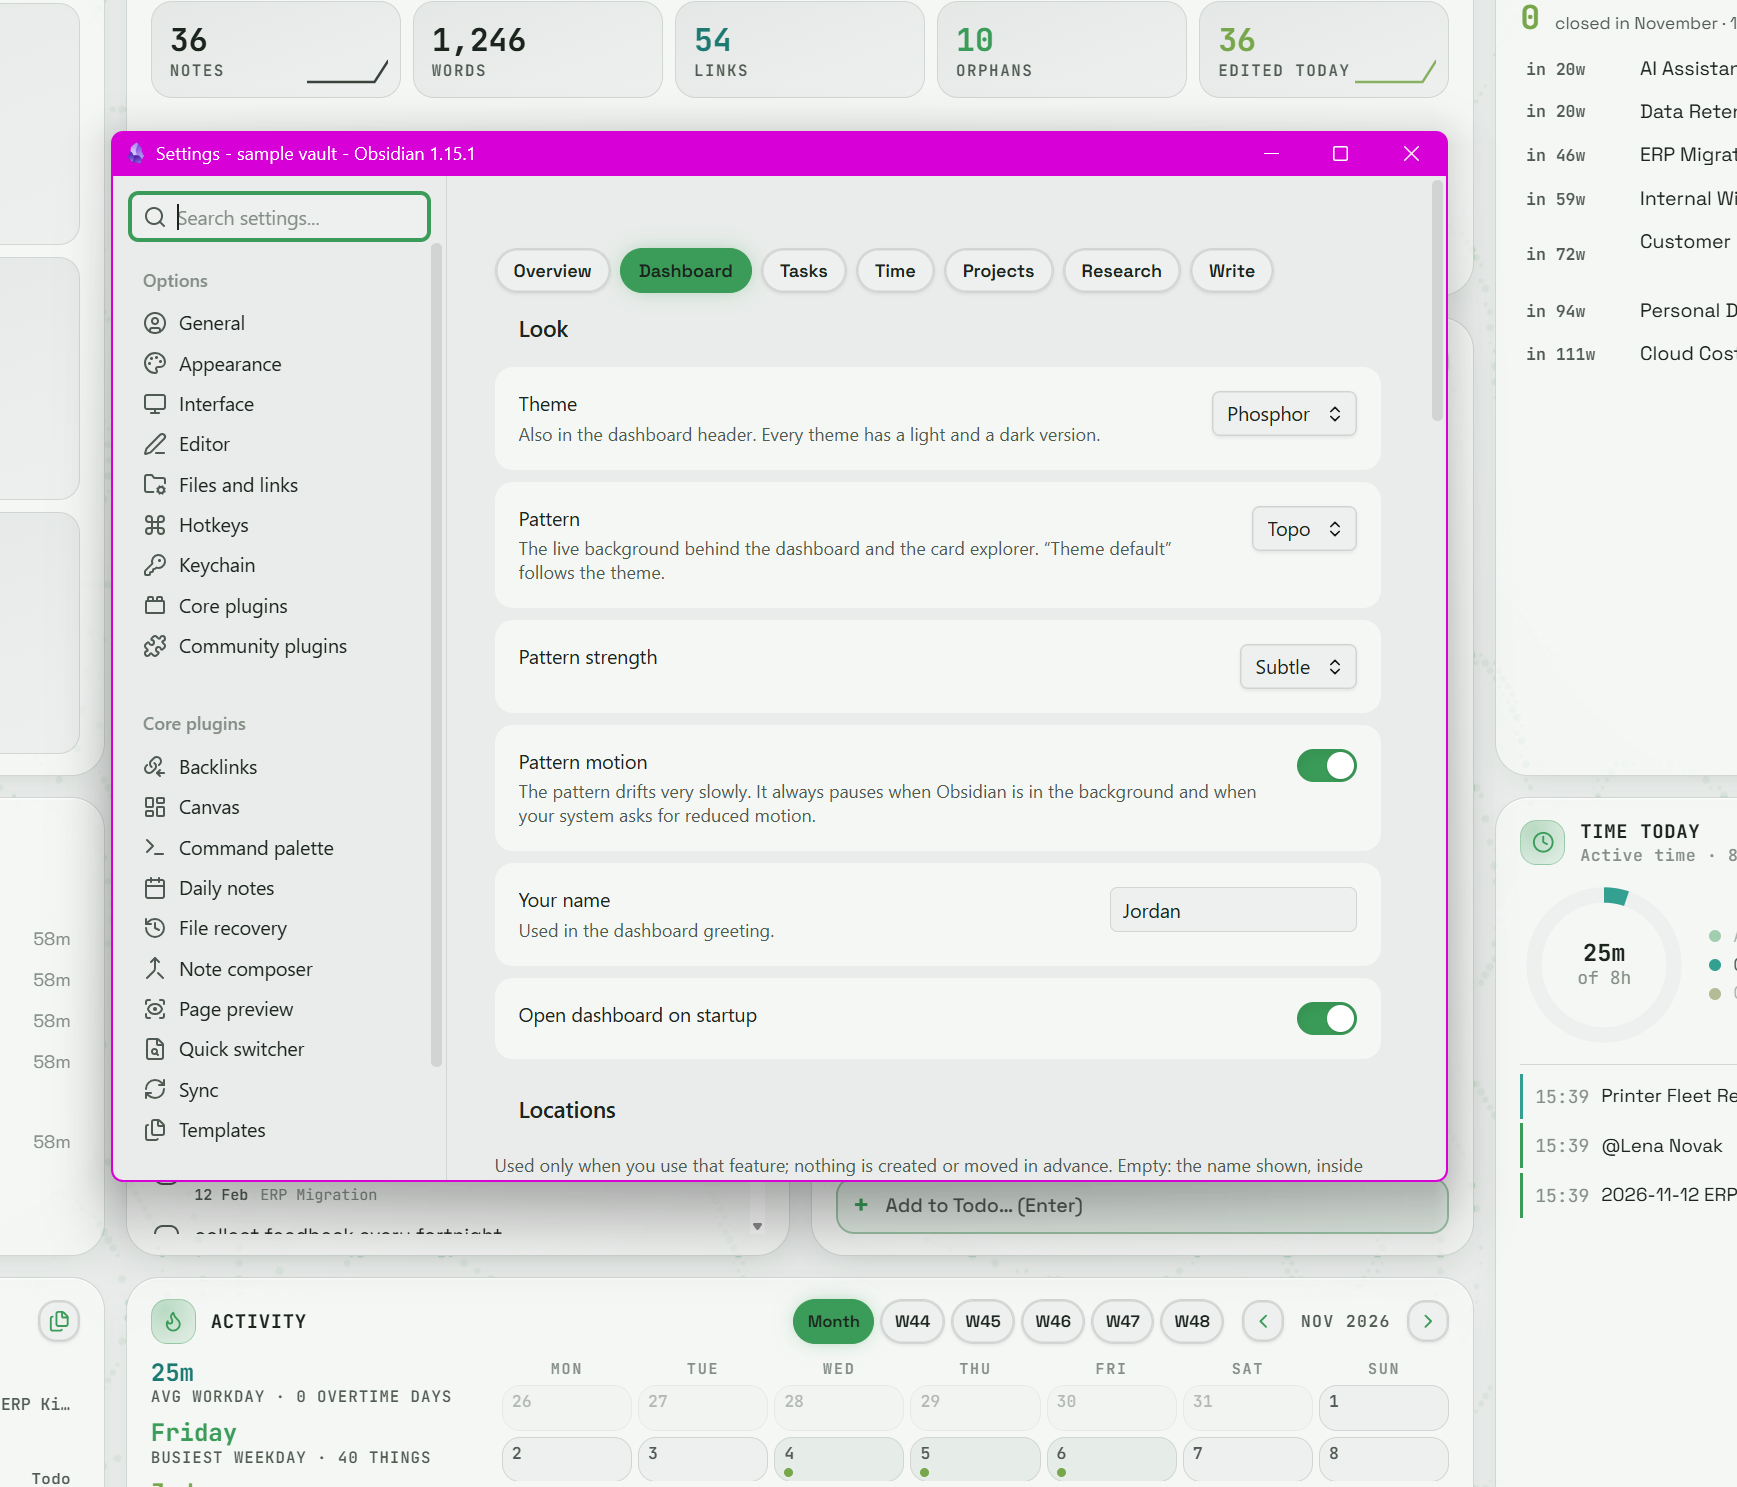 36
NOTES
1,246
WORDS
54
LINKS
10
ORPHANS
36
EDITED TODAY
0 closed in November ·
in 20w
in 20w Data
in 46w ERP
in 59w Internal
in 72w Customer
in 94w Personal
in 111w Cloud
Settings - sample vault - Obsidian 1.15.1
Search settings...
Options
General
Appearance
Interface
Editor
Files and links
Hotkeys
Keychain
Core plugins
Community plugins
Core plugins
Backlinks
Canvas
Command palette
Daily notes
File recovery
Note composer
Page preview
Quick switcher
Sync
Templates
Overview
Dashboard
Tasks
Time
Projects
Research
Write
Look
Theme
Also in the dashboard header. Every theme has a light and a dark version.
Phosphor
Pattern
The live background behind the dashboard and the card explorer. “Theme default”
follows the theme.
Topo
Pattern strength
Subtle
Pattern motion
The pattern drifts very slowly. It always pauses when Obsidian is in the background and when
your system asks for reduced motion.
Your name
Used in the dashboard greeting.
Jordan
Open dashboard on startup
Locations
Used only when you use that feature; nothing is created or moved in advance. Empty: the name shown, inside
58m
58m
58m
58m
58m
12 Feb ERP Migration
collect feedback every fortnight
+ Add to Todo... (Enter)
TIME TODAY
Active time · 8
25m
of 8h
15:39 Printer Fleet
15:39 @Lena Novak
15:39 2026-11-12 ERP
ERP Ki…
Todo
ACTIVITY
Month
W44
W45
W46
W47
W48
NOV 2026
25m
AVG WORKDAY · 0 OVERTIME DAYS
Friday
BUSIEST WEEKDAY · 40 THINGS
MON TUE WED THU FRI SAT SUN
26 27 28 29 30 31 1
2 3 4 5 6 7 8